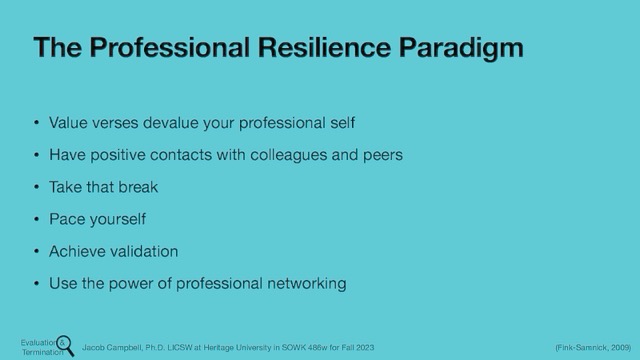 The Professional Resilience Paradigm
• Value verses devalue your professional self
• Have positive contacts with colleagues and peers
• Take that break
• Pace yourself
• Achieve validation
• Use the power of professional networking
Evaluation &
Termination
Jacob Campbell, Ph.D. LICSW at Heritage University in SOWK 486w for Fall 2023
(Fink-Samnick, 2009)